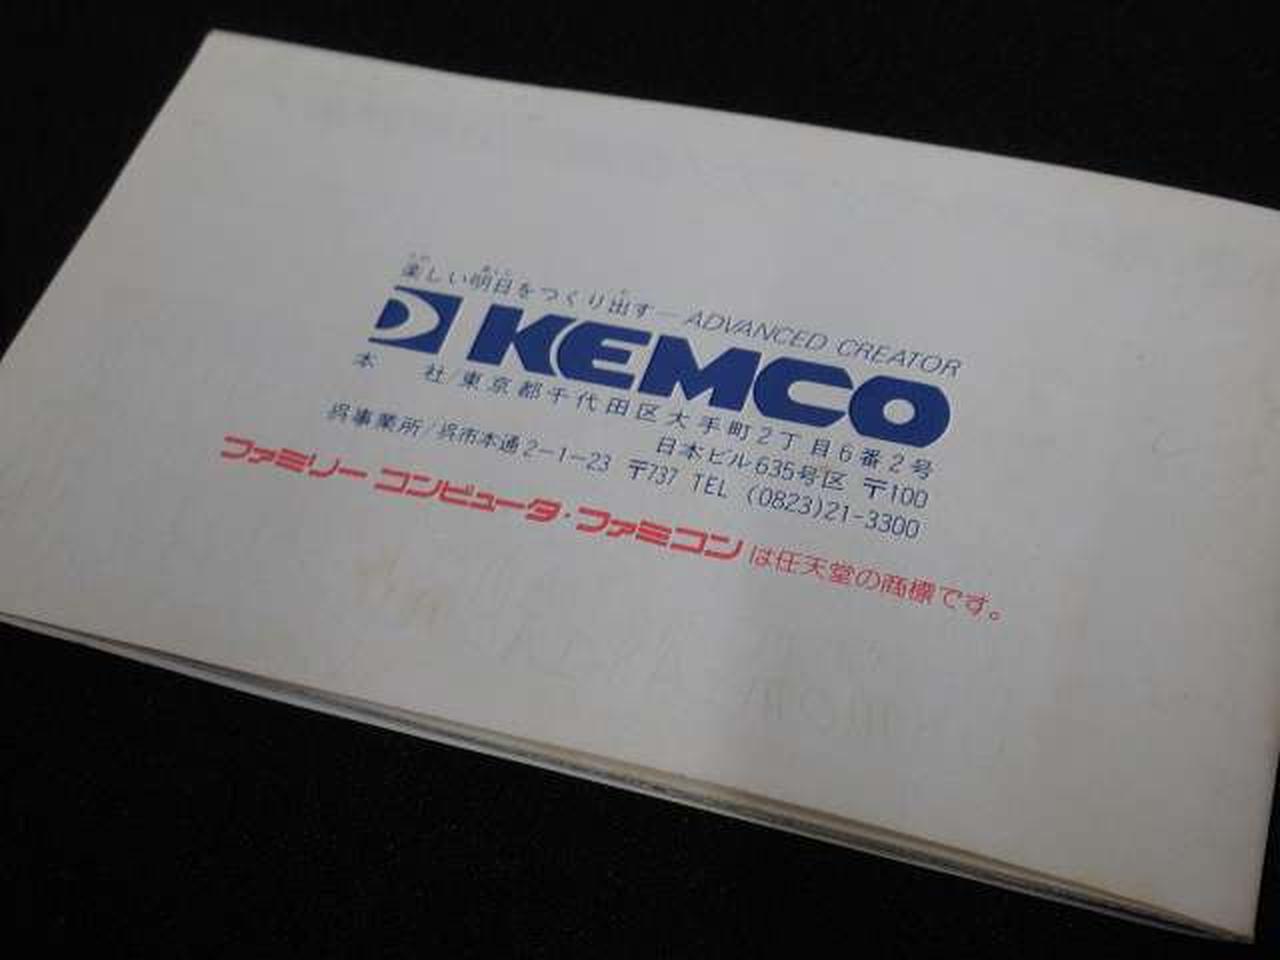 楽しい明日をつくり出す— ADVANCED CREATOR
KEMCO
本 社/東京都千代田区大手町2丁目6番2号
日本ビル635号区 〒100
呉事業所/呉市本通2-1-23 〒737 TEL (0823)21-3300
ファミリーコンピュータ・ファミコンは任天堂の商標です。